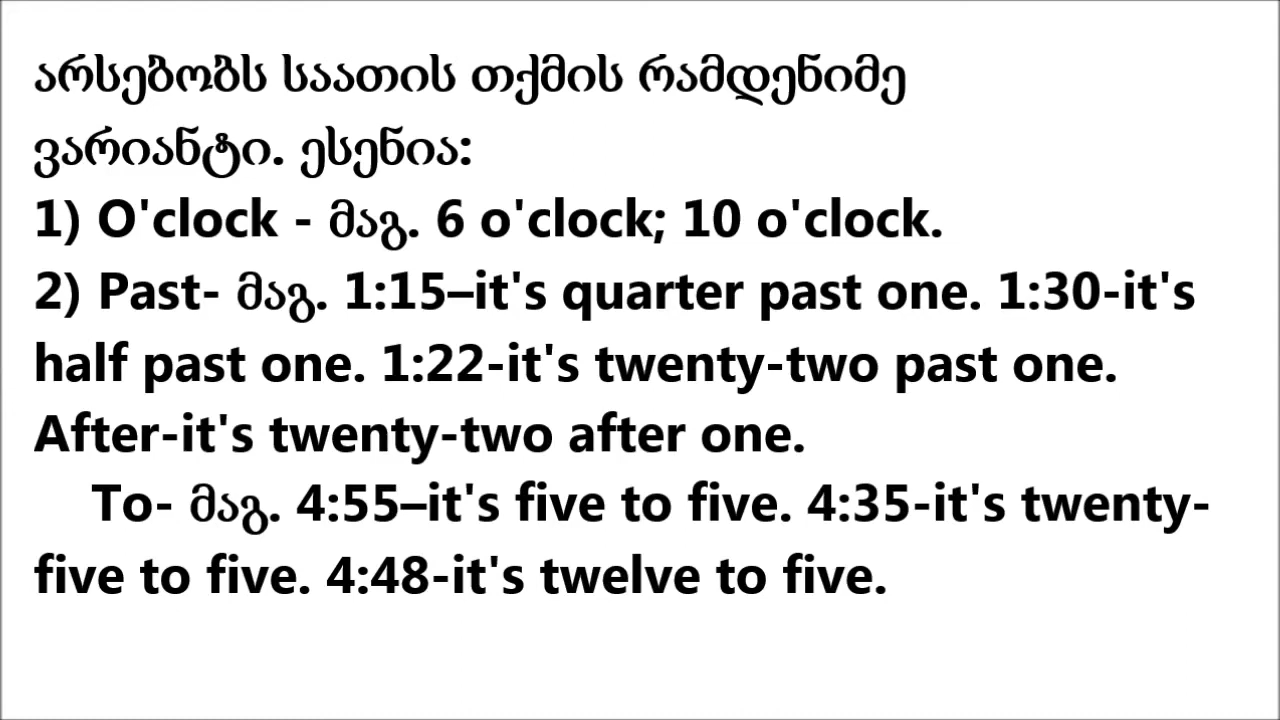 არსებობს საათის თქმის რამდენიმე
ვარიანტი. ესენია:
1) O'clock - მაგ. 6 o'clock; 10 o'clock.
2) Past- მაგ. 1:15–it's quarter past one. 1:30-it's
half past one. 1:22-it's twenty-two past one.
After-it's twenty-two after one.
To- მაგ. 4:55–it's five to five. 4:35-it's twenty-
five to five. 4:48-it's twelve to five.